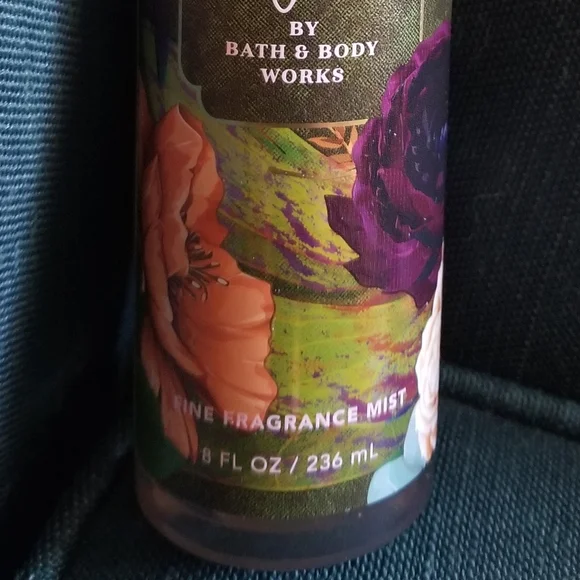 BY
BATH & BODY
WORKS
FINE FRAGRANCE MIST
8 FL OZ / 236 mL